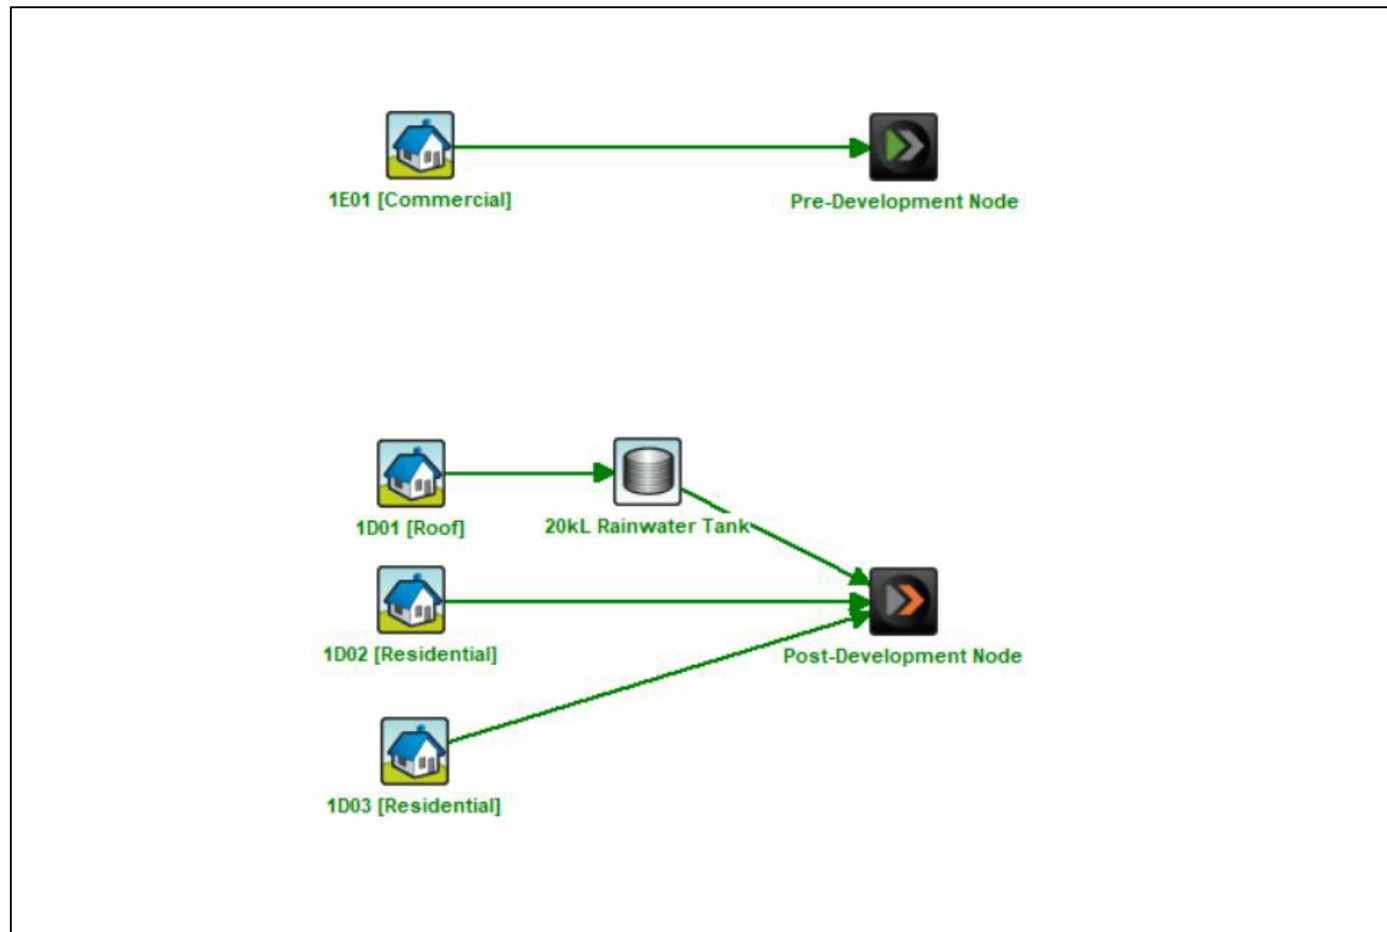 1E01 [Commercial]
Pre-Development Node
1D01 [Roof]
20kL Rainwater Tank
1D02 [Residential]
Post-Development Node
1D03 [Residential]